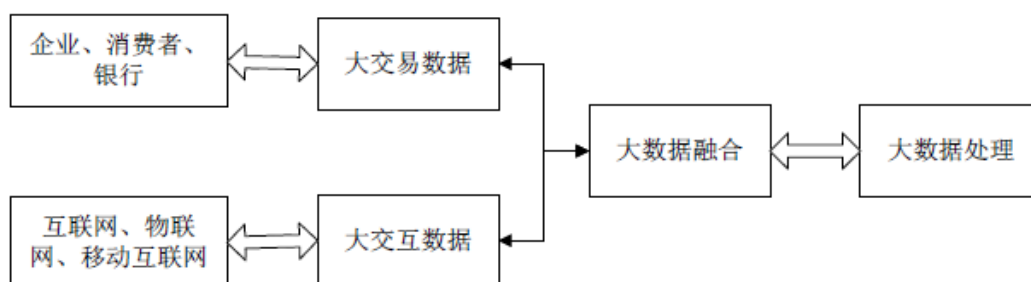 企业、消费者、
银行
大交易数据
大数据融合
大数据处理
互联网、物联
网、移动互联网
大交互数据